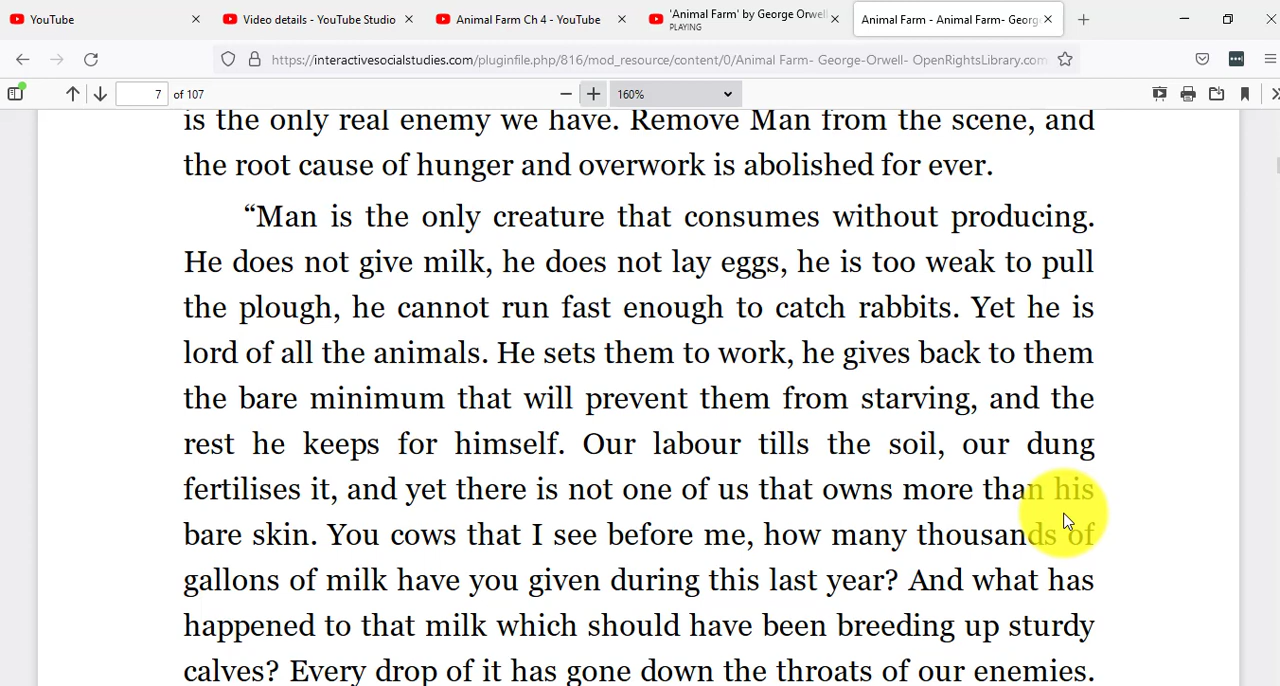 YouTube
Video details - YouTube Studio
Animal Farm Ch 4 - YouTube
'Animal Farm' by George Orwell
PLAYING
Animal Farm - Animal Farm- Georg
https://interactivesocialstudies.com/pluginfile.php/816/mod_resource/content/0/Animal Farm- George-Orwell- OpenRightsLibrary.com
7 of 107
160%
is the only real enemy we have. Remove Man from the scene, and
the root cause of hunger and overwork is abolished for ever.
“Man is the only creature that consumes without producing.
He does not give milk, he does not lay eggs, he is too weak to pull
the plough, he cannot run fast enough to catch rabbits. Yet he is
lord of all the animals. He sets them to work, he gives back to them
the bare minimum that will prevent them from starving, and the
rest he keeps for himself. Our labour tills the soil, our dung
fertilises it, and yet there is not one of us that owns more than his
bare skin. You cows that I see before me, how many thousands of
gallons of milk have you given during this last year? And what has
happened to that milk which should have been breeding up sturdy
calves? Every drop of it has gone down the throats of our enemies.